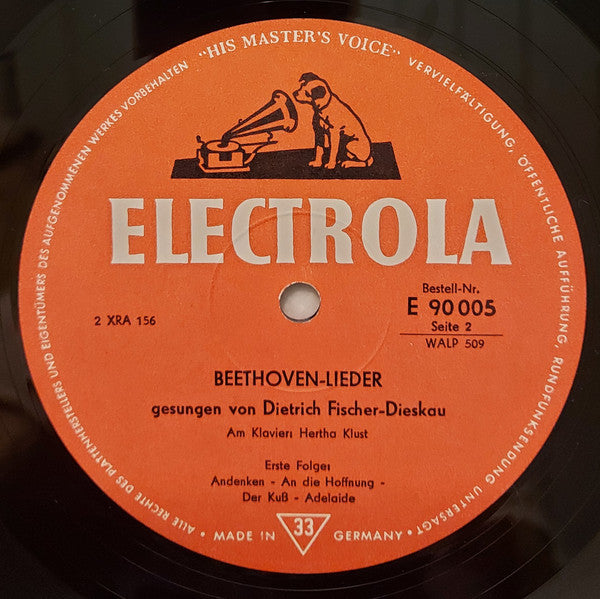 "HIS MASTER'S VOICE"
ELECTROLA
Bestell-Nr.
E 90 005
Seite 2
WALP 509
2 XRA 156
BEETHOVEN-LIEDER
gesungen von Dietrich Fischer-Dieskau
Am Klavier: Hertha Klust
Erste Folge:
Andenken - An die Hoffnung -
Der Kuß - Adelaide
· MADE IN 33 GERMANY ·
ALLE RECHTE DES PLATTENHERSTELLERS UND EIGENTÜMERS DES AUFGENOMMENEN WERKES VORBEHALTEN
VERVIELFÄLTIGUNG, ÖFFENTLICHE AUFFÜHRUNG, RUNDFUNKSENDUNG UNTERSAGT